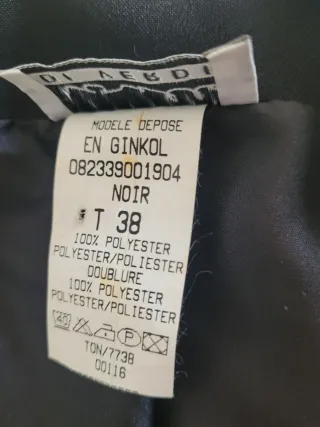 DI VERDI
MODELE DEPOSE
EN GINKOL
082339001904
NOIR
T 38
100% POLYESTER
POLYESTER/POLIESTER
DOUBLURE
100% POLYESTER
POLYESTER/POLIESTER
40 P
TON/7738
00116